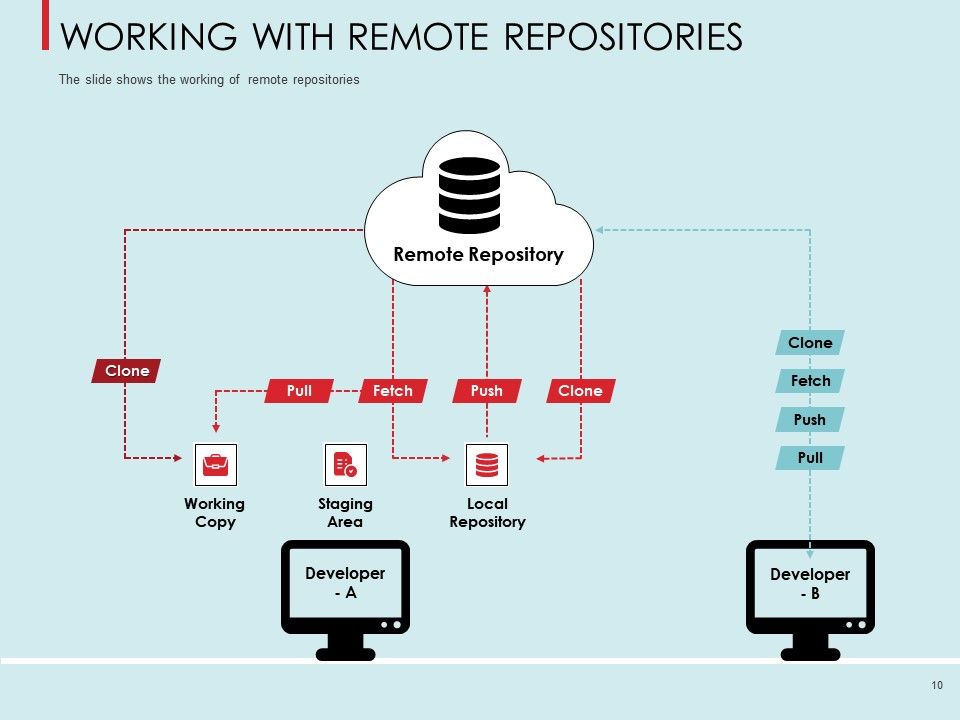 WORKING WITH REMOTE REPOSITORIES
The slide shows the working of remote repositories
Remote Repository
Clone
Pull
Fetch
Push
Clone
Working
Copy
Staging
Area
Local
Repository
Developer
- A
Clone
Fetch
Push
Pull
Developer
- B
10